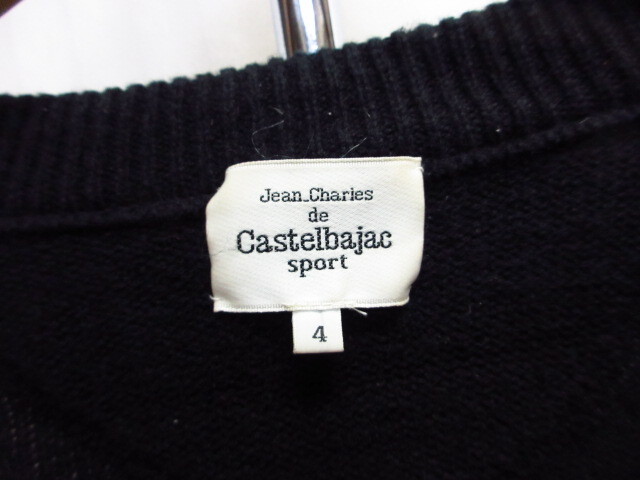 Jean_Charles
de
Castelbajac
sport
4